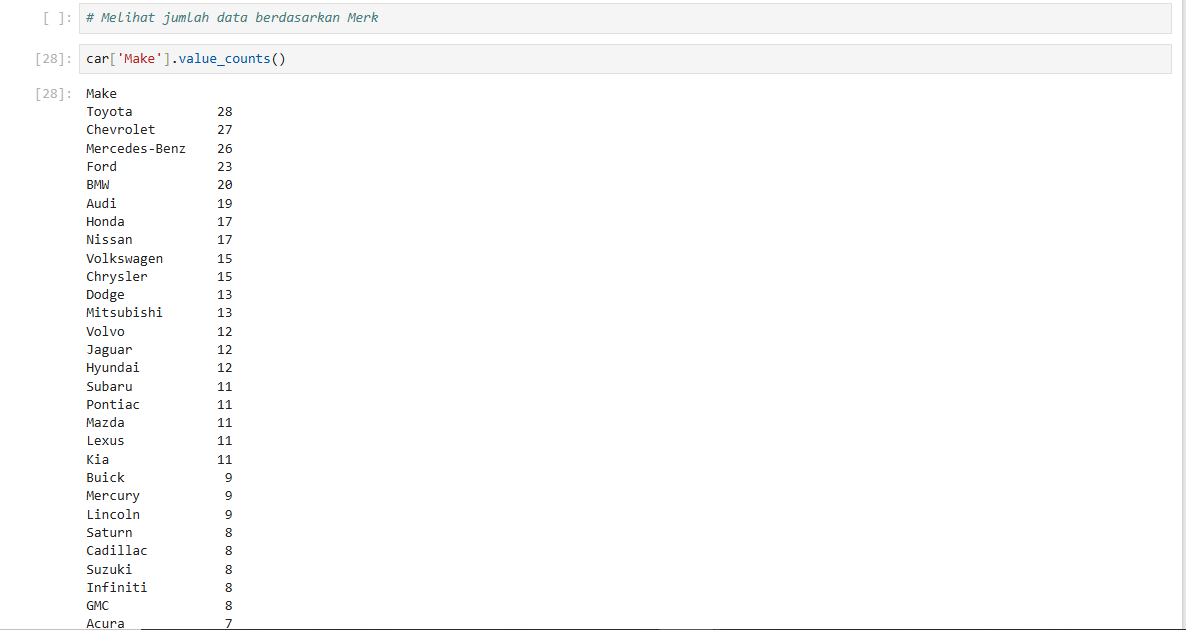 [ ]: # Melihat jumlah data berdasarkan Merk
[28]: car['Make'].value_counts()
[28]: Make
Toyota 28
Chevrolet 27
Mercedes-Benz 26
Ford 23
BMW 20
Audi 19
Honda 17
Nissan 17
Volkswagen 15
Chrysler 15
Dodge 13
Mitsubishi 13
Volvo 12
Jaguar 12
Hyundai 12
Subaru 11
Pontiac 11
Mazda 11
Lexus 11
Kia 11
Buick 9
Mercury 9
Lincoln 9
Saturn 8
Cadillac 8
Suzuki 8
Infiniti 8
GMC 8
Acura 7